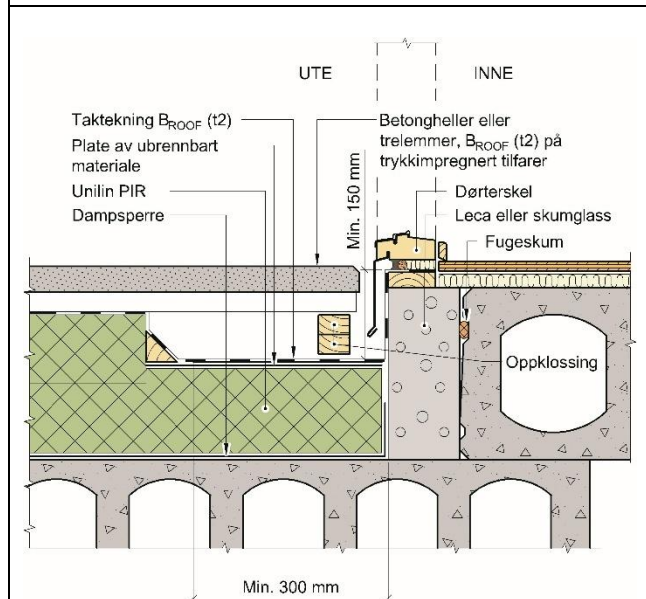 UTE
INNE
Taktekning BROOF (t2)
Plate av ubrennbart
materiale
Unilin PIR
Dampsperre
Min. 150 mm
Betongheller eller
trelemmer, BROOF (t2) på
trykkimpregnert tilfarer
Dørterskel
Leca eller skumglass
Fugeskum
Oppklossing
Min. 300 mm